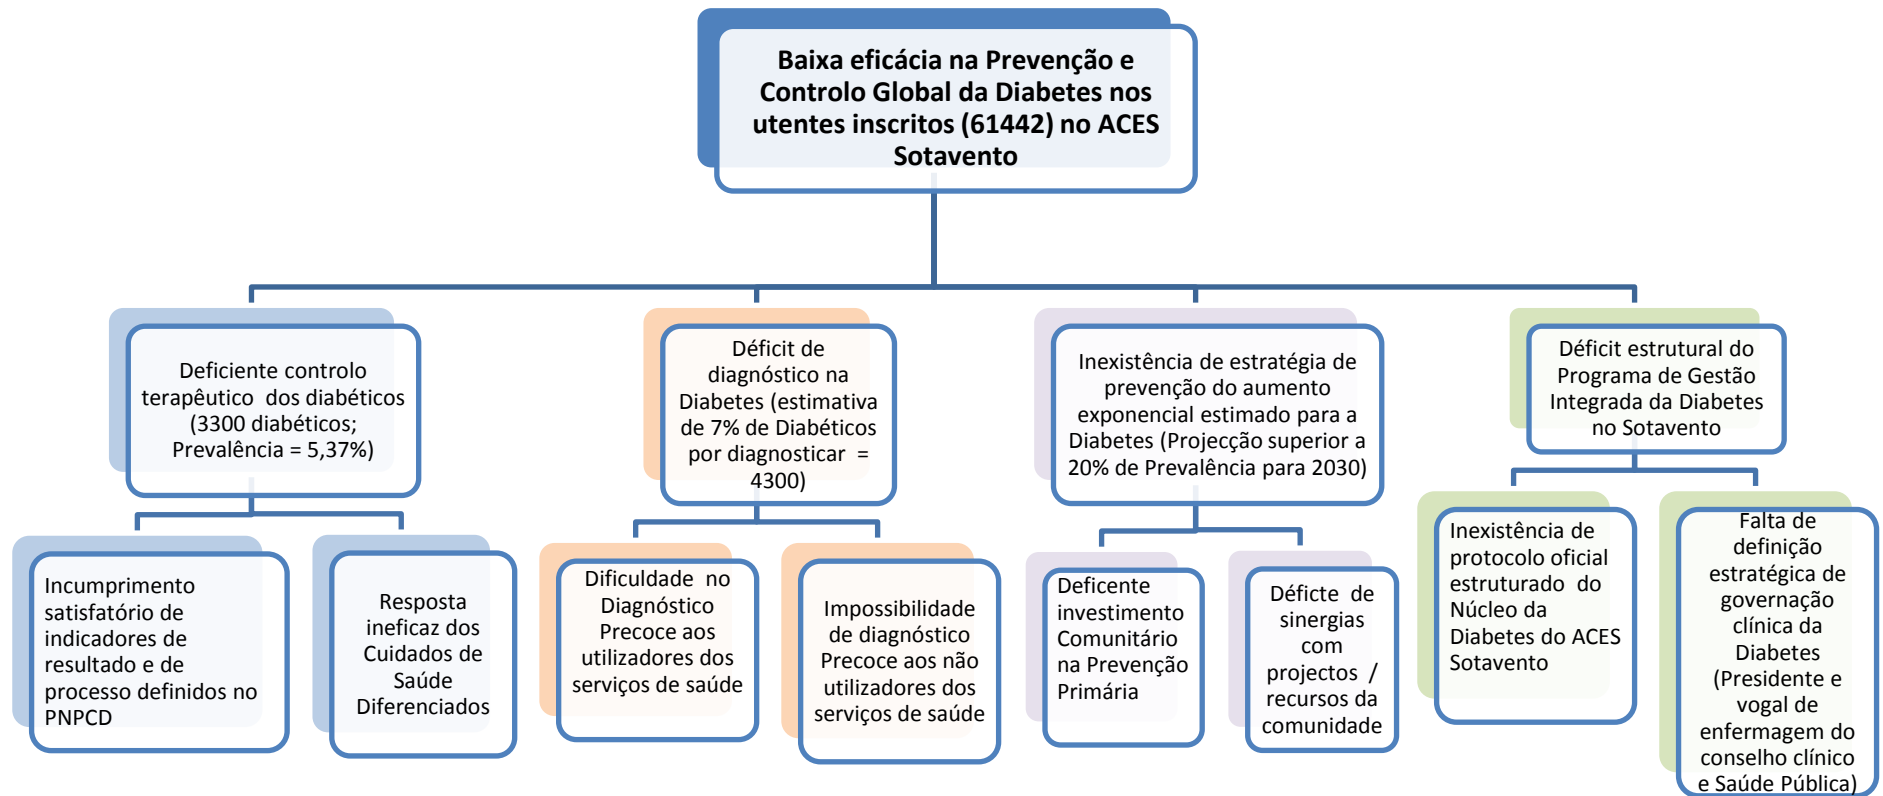 Baixa eficácia na Prevenção e
Controlo Global da Diabetes nos
utentes inscritos (61442) no ACES
Sotavento
Deficiente controlo
terapêutico dos diabéticos
(3300 diabéticos;
Prevalência = 5,37%)
Déficit de
diagnóstico na
Diabetes (estimativa
de 7% de Diabéticos
por diagnosticar =
4300)
Inexistência de estratégia de
prevenção do aumento
exponencial estimado para a
Diabetes (Projecção superior a
20% de Prevalência para 2030)
Déficit estrutural do
Programa de Gestão
Integrada da Diabetes
no Sotavento
Incumprimento
satisfatório de
indicadores de
resultado e de
processo definidos no
PNPCD
Resposta
ineficaz dos
Cuidados de
Saúde
Diferenciados
Dificuldade no
Diagnóstico
Precoce aos
utilizadores dos
serviços de saúde
Impossibilidade
de diagnóstico
Precoce aos não
utilizadores dos
serviços de saúde
Deficente
investimento
Comunitário
na Prevenção
Primária
Déficte de
sinergias
com
projectos /
recursos da
comunidade
Inexistência de
protocolo oficial
estruturado do
Núcleo da
Diabetes do ACES
Sotavento
Falta de
definição
estratégica de
governação
clínica da
Diabetes
(Presidente e
vogal de
enfermagem do
conselho clínico
e Saúde Pública)